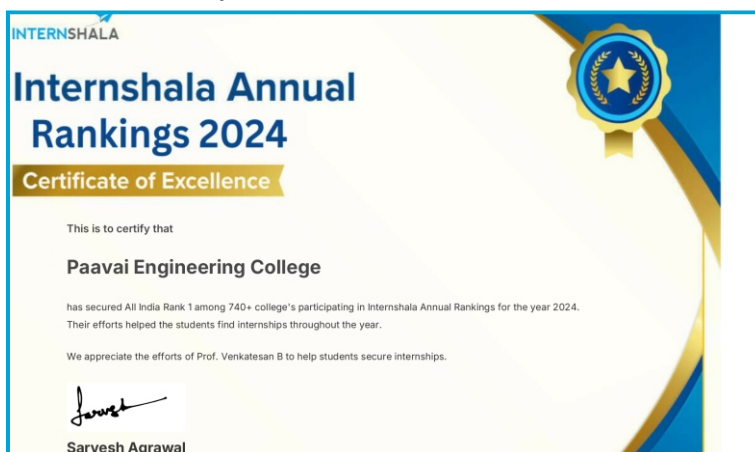 INTERNSHALA
Internshala Annual
Rankings 2024
Certificate of Excellence
This is to certify that
Paavai Engineering College
has secured All India Rank 1 among 740+ college's participating in Internshala Annual Rankings for the year 2024.
Their efforts helped the students find internships throughout the year.
We appreciate the efforts of Prof. Venkatesan B to help students secure internships.
Sarvesh
Sarvesh Agrawal